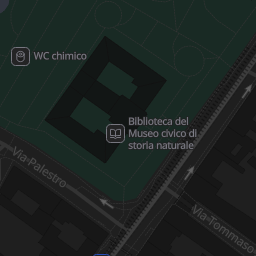 WC chimico
Biblioteca del
Museo civico di
storia naturale
Via Palestro
Via Tommaso